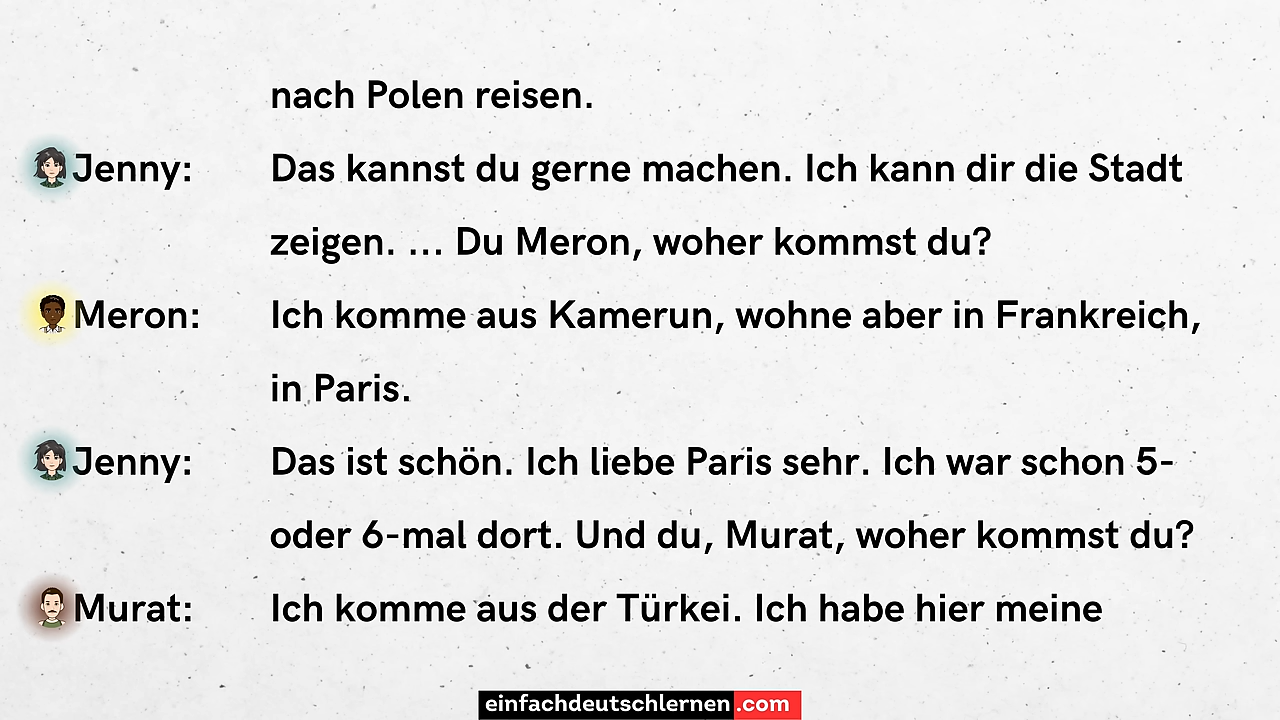 nach Polen reisen.
Jenny: Das kannst du gerne machen. Ich kann dir die Stadt
zeigen. ... Du Meron, woher kommst du?
Meron: Ich komme aus Kamerun, wohne aber in Frankreich,
in Paris.
Jenny: Das ist schön. Ich liebe Paris sehr. Ich war schon 5-
oder 6-mal dort. Und du, Murat, woher kommst du?
Murat: Ich komme aus der Türkei. Ich habe hier meine
einfachdeutschlernen.com